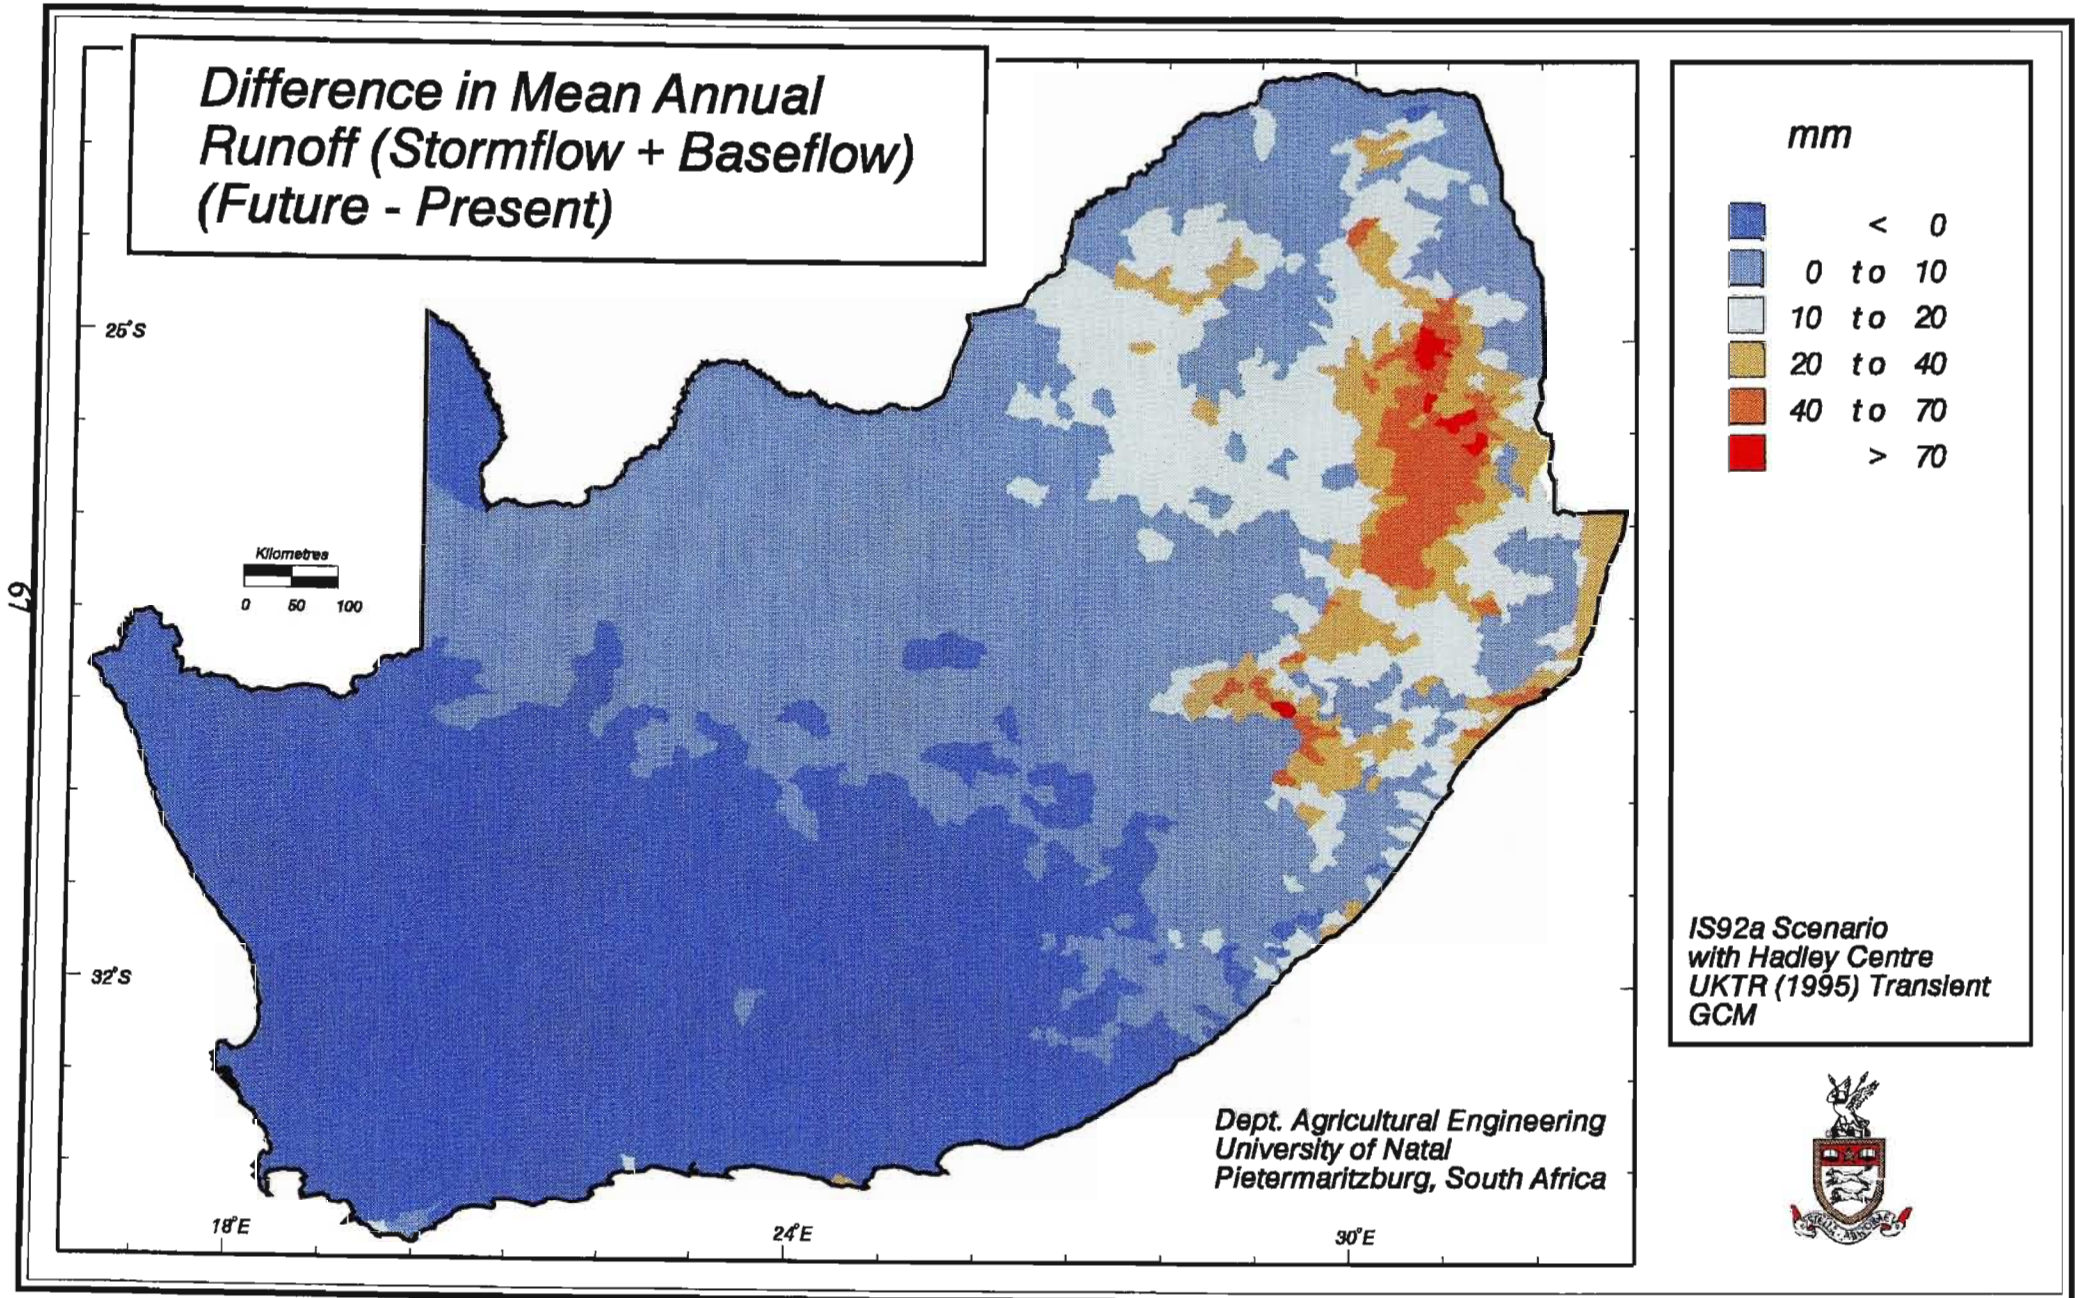 Difference in Mean Annual
Runoff (Stormflow + Baseflow)
(Future - Present)
mm
< 0
0 to 10
10 to 20
20 to 40
40 to 70
> 70
25°S
Kilometres
0 50 100
67
32°S
IS92a Scenario
with Hadley Centre
UKTR (1995) Transient
GCM
Dept. Agricultural Engineering
University of Natal
Pietermaritzburg, South Africa
18°E 24°E 30°E